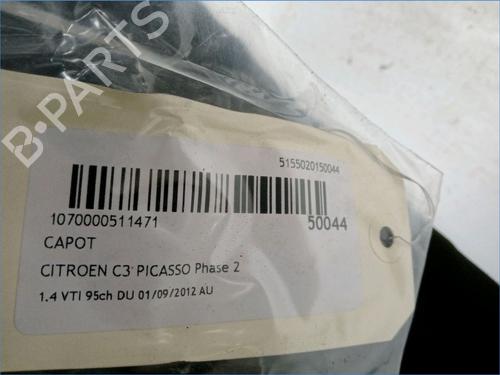 B-PARTS
5155020150044
1070000511471
50044
CAPOT
CITROEN C3 PICASSO Phase 2
1.4 VTI 95ch DU 01/09/2012 AU